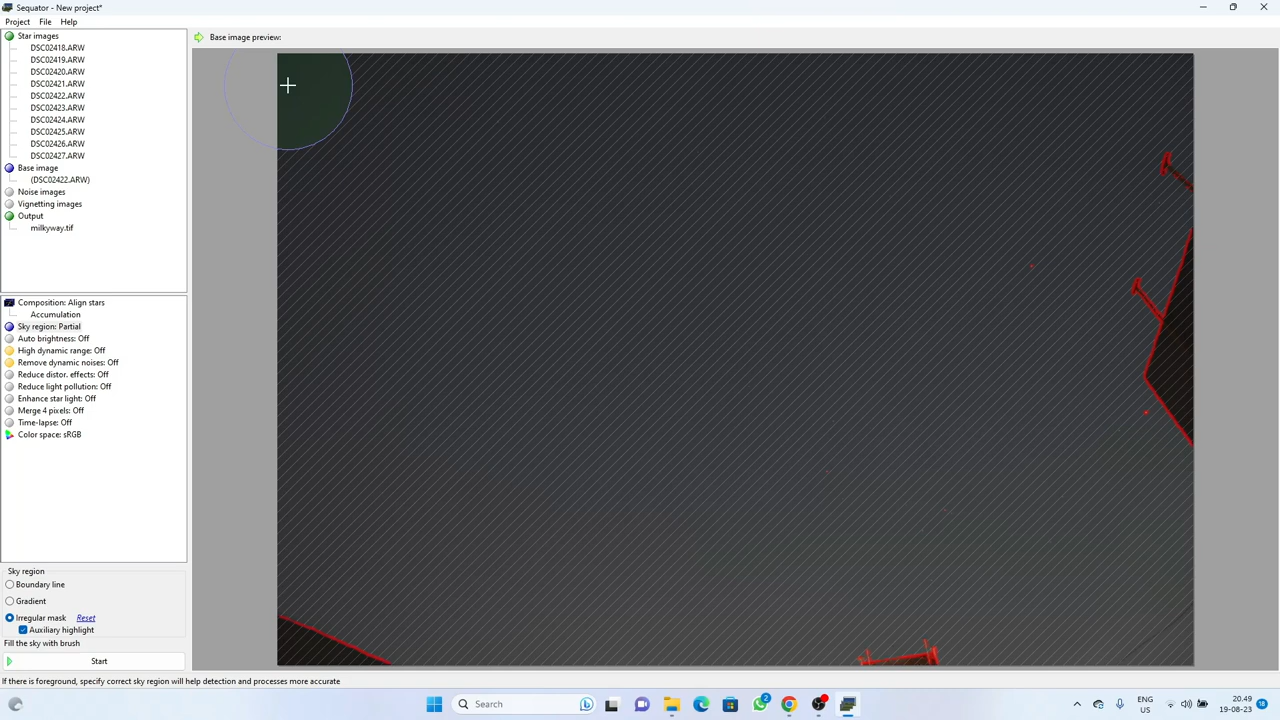 Sequator - New project*
Project File Help
Star images
DSC02418.ARW
DSC02419.ARW
DSC02420.ARW
DSC02421.ARW
DSC02422.ARW
DSC02423.ARW
DSC02424.ARW
DSC02425.ARW
DSC02426.ARW
DSC02427.ARW
Base image
(DSC02422.ARW)
Noise images
Vignetting images
Output
milkyway.tif
Composition: Align stars
Accumulation
Sky region: Partial
Auto brightness: Off
High dynamic range: Off
Remove dynamic noises: Off
Reduce distor. effects: Off
Reduce light pollution: Off
Enhance star light: Off
Merge 4 pixels: Off
Time-lapse: Off
Color space: sRGB
Sky region
Boundary line
Gradient
Irregular mask Reset
Auxiliary highlight
Fill the sky with brush
Start
If there is foreground, specify correct sky region will help detection and processes more accurate
Base image preview:
Search
2
ENG
US
20.49
19-08-23
18